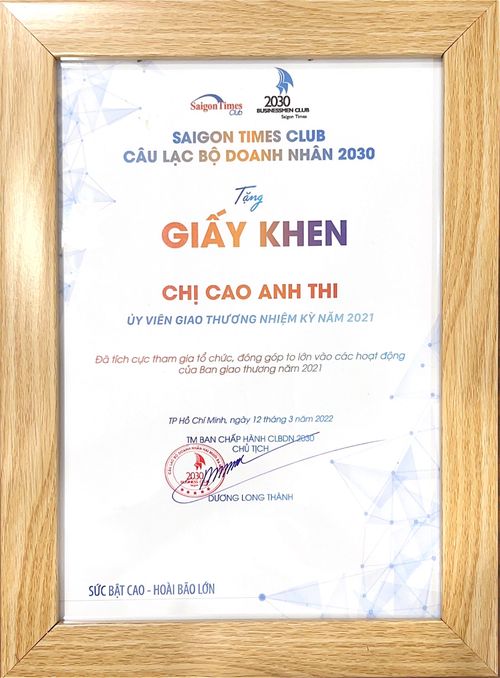 Saigon Times
Club
2030
BUSINESSMEN CLUB
Saigon Times
SAIGON TIMES CLUB
CÂU LẠC BỘ DOANH NHÂN 2030
Tặng
GIẤY KHEN
CHỊ CAO ANH THI
ỦY VIÊN GIAO THƯƠNG NHIỆM KỲ NĂM 2021
Đã tích cực tham gia tổ chức, đóng góp to lớn vào các hoạt động
của Ban giao thương năm 2021
TP Hồ Chí Minh, ngày 12 tháng 3 năm 2022
TM BAN CHẤP HÀNH CLBDN 2030
CHỦ TỊCH
2030
DƯƠNG LONG THÀNH
SỨC BẬT CAO - HOÀI BÃO LỚN